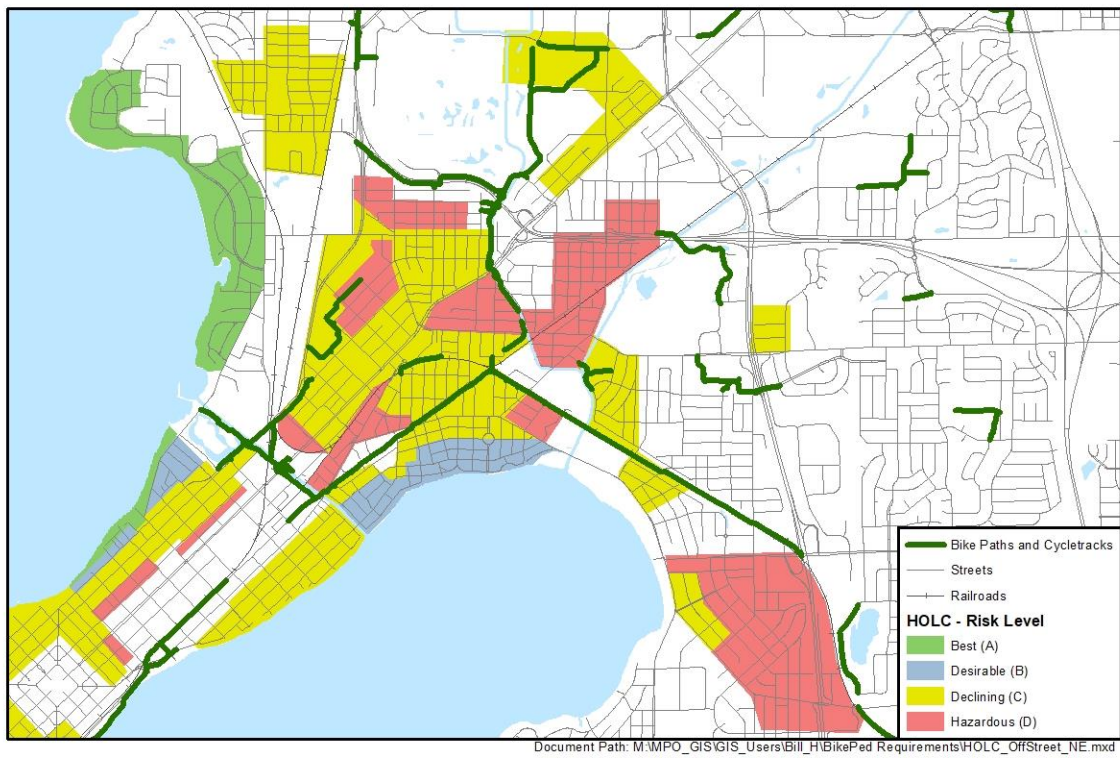 Bike Paths and Cycletracks
Streets
Railroads
HOLC - Risk Level
Best (A)
Desirable (B)
Declining (C)
Hazardous (D)
Document Path: M:\MPO_GIS\GIS_Users\Bill_H\BikePed Requirements\HOLC_OffStreet_NE.mxd